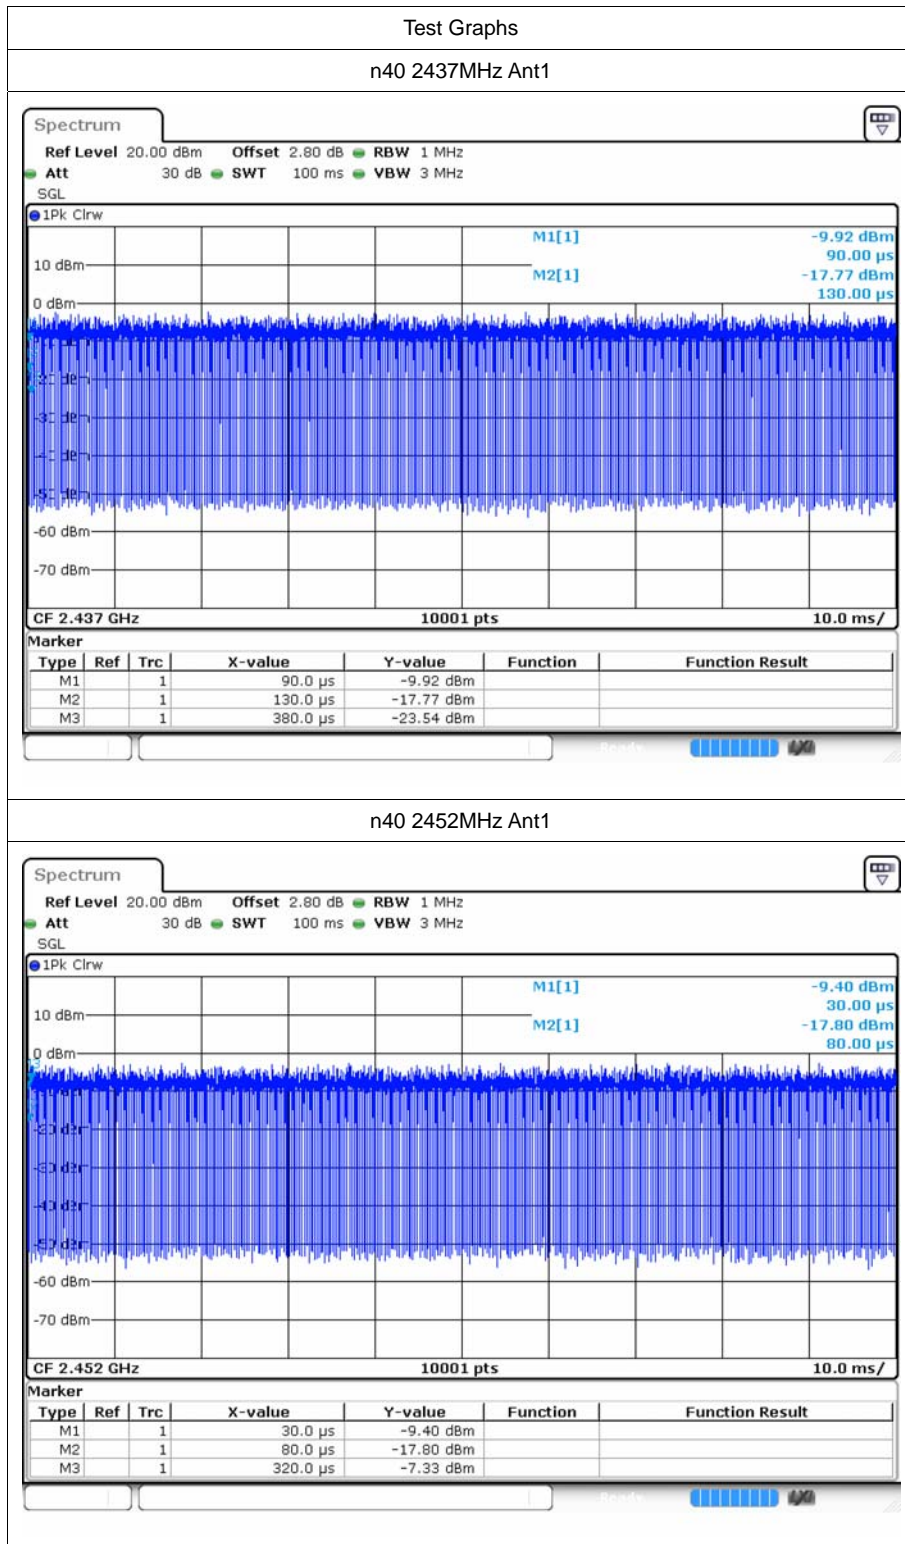 Test Graphs
n40 2437MHz Ant1
Spectrum
Ref Level 20.00 dBm Offset 2.80 dB RBW 1 MHz
Att 30 dB SWT 100 ms VBW 3 MHz
SGL
1Pk Clrw
M1[1] -9.92 dBm
90.00 µs
10 dBm
M2[1] -17.77 dBm
130.00 µs
0 dBm
-60 dBm
-70 dBm
CF 2.437 GHz 10001 pts 10.0 ms/
Marker
Type Ref Trc X-value Y-value Function Function Result
M1 1 90.0 µs -9.92 dBm
M2 1 130.0 µs -17.77 dBm
M3 1 380.0 µs -23.54 dBm
n40 2452MHz Ant1
Spectrum
Ref Level 20.00 dBm Offset 2.80 dB RBW 1 MHz
Att 30 dB SWT 100 ms VBW 3 MHz
SGL
1Pk Clrw
M1[1] -9.40 dBm
30.00 µs
10 dBm
M2[1] -17.80 dBm
80.00 µs
0 dBm
-60 dBm
-70 dBm
CF 2.452 GHz 10001 pts 10.0 ms/
Marker
Type Ref Trc X-value Y-value Function Function Result
M1 1 30.0 µs -9.40 dBm
M2 1 80.0 µs -17.80 dBm
M3 1 320.0 µs -7.33 dBm